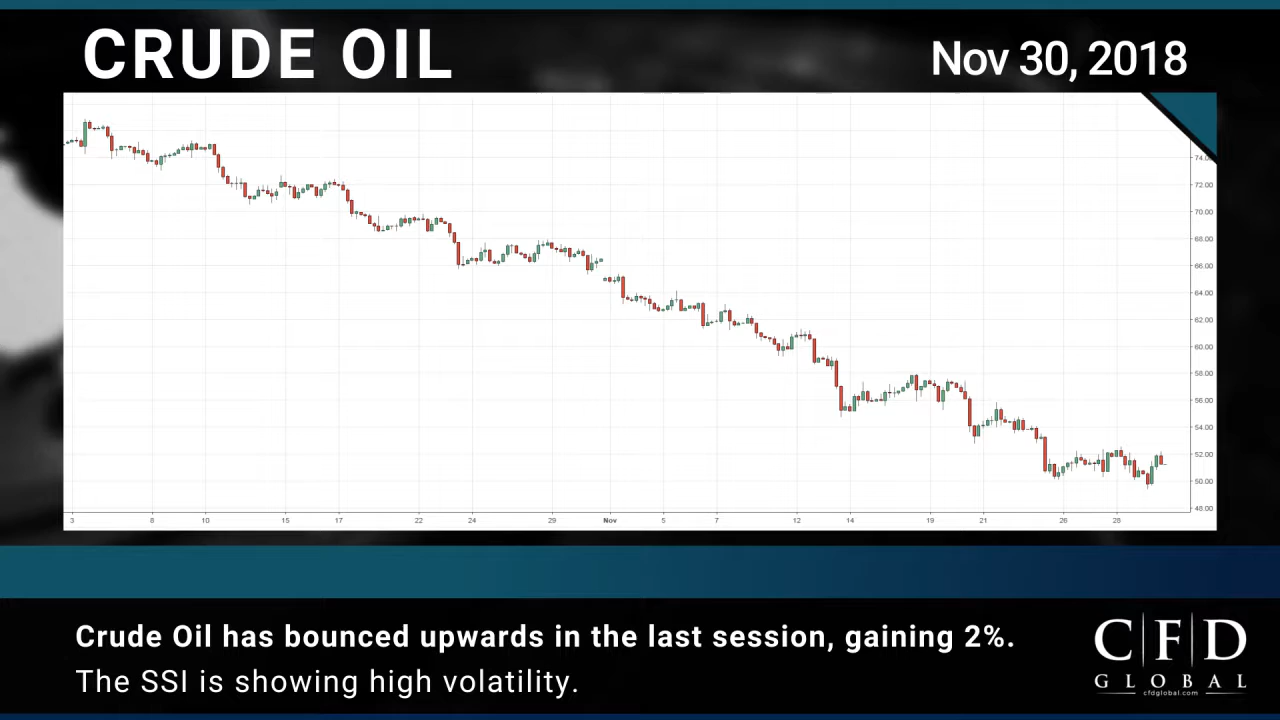 CRUDE OIL
Nov 30, 2018
74.00
72.00
70.00
68.00
66.00
64.00
62.00
60.00
58.00
56.00
54.00
52.00
50.00
48.00
3 8 10 15 17 22 24 29 Nov 5 7 12 14 19 21 26 28
Crude Oil has bounced upwards in the last session, gaining 2%.
The SSI is showing high volatility.
CFD
GLOBAL
cfdglobal.com